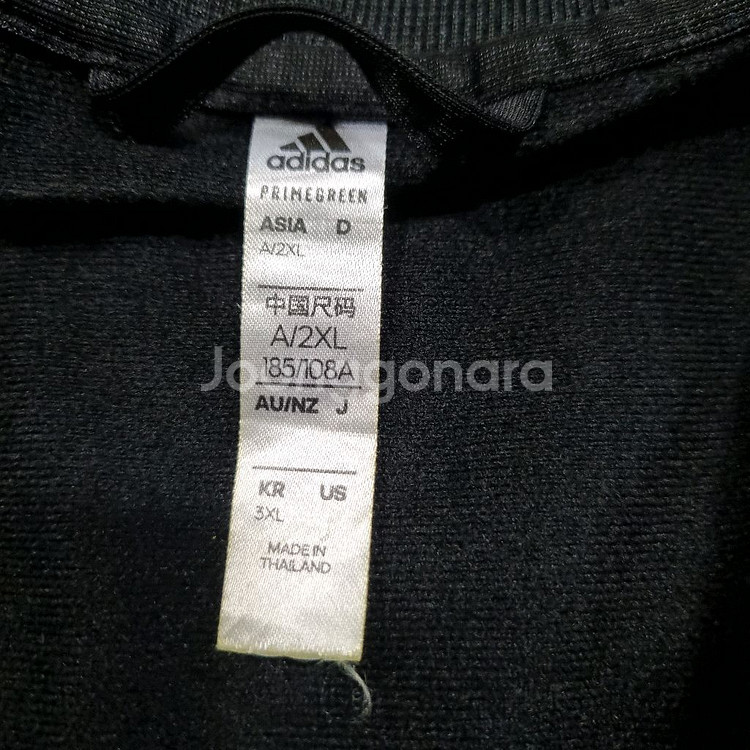 adidas
PRIMEGREEN
ASIA D
A/2XL
中国尺码
A/2XL
185/108A
Joonggonara
AU/NZ J
KR US
3XL
MADE IN
THAILAND